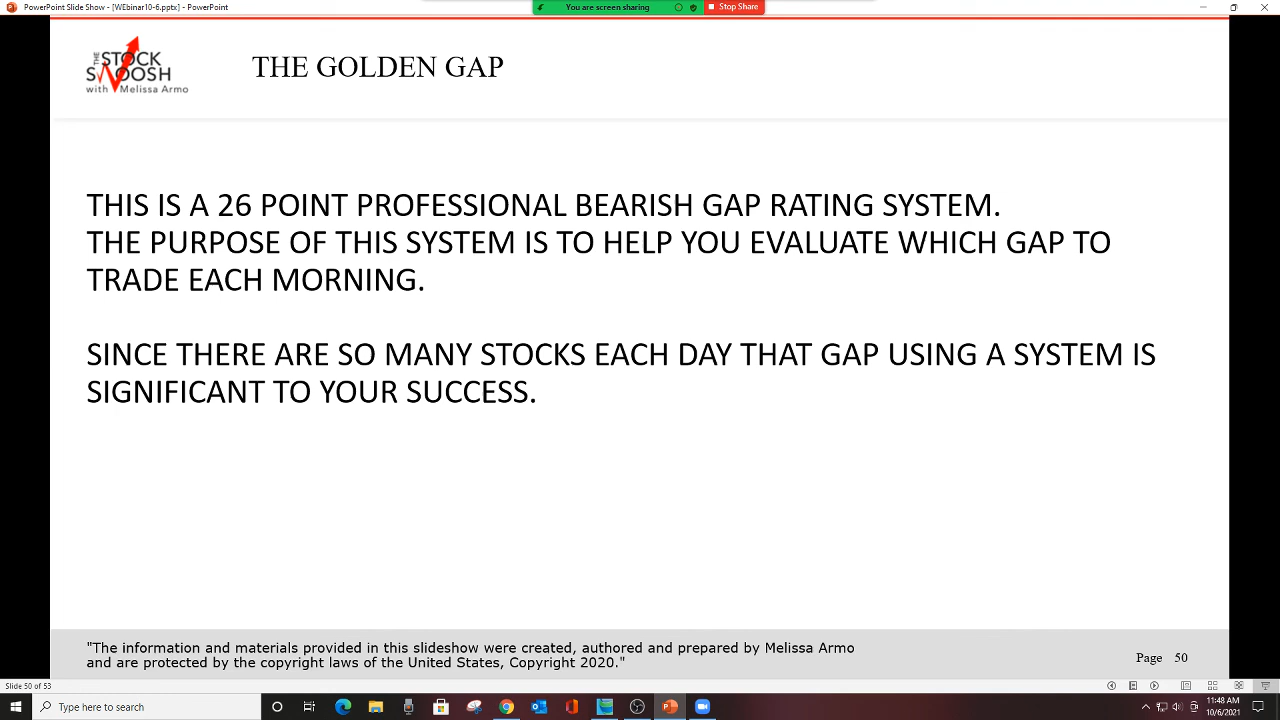 PowerPoint Slide Show - [WEbinar10-6.pptx] - PowerPoint
You are screen sharing
Stop Share
THE STOCK
SWOOSH
with Melissa Armo
THE GOLDEN GAP
THIS IS A 26 POINT PROFESSIONAL BEARISH GAP RATING SYSTEM.
THE PURPOSE OF THIS SYSTEM IS TO HELP YOU EVALUATE WHICH GAP TO
TRADE EACH MORNING.
SINCE THERE ARE SO MANY STOCKS EACH DAY THAT GAP USING A SYSTEM IS
SIGNIFICANT TO YOUR SUCCESS.
"The information and materials provided in this slideshow were created, authored and prepared by Melissa Armo
and are protected by the copyright laws of the United States, Copyright 2020."
Page 50
Slide 50 of 53
Type here to search
11:48 AM
10/6/2021